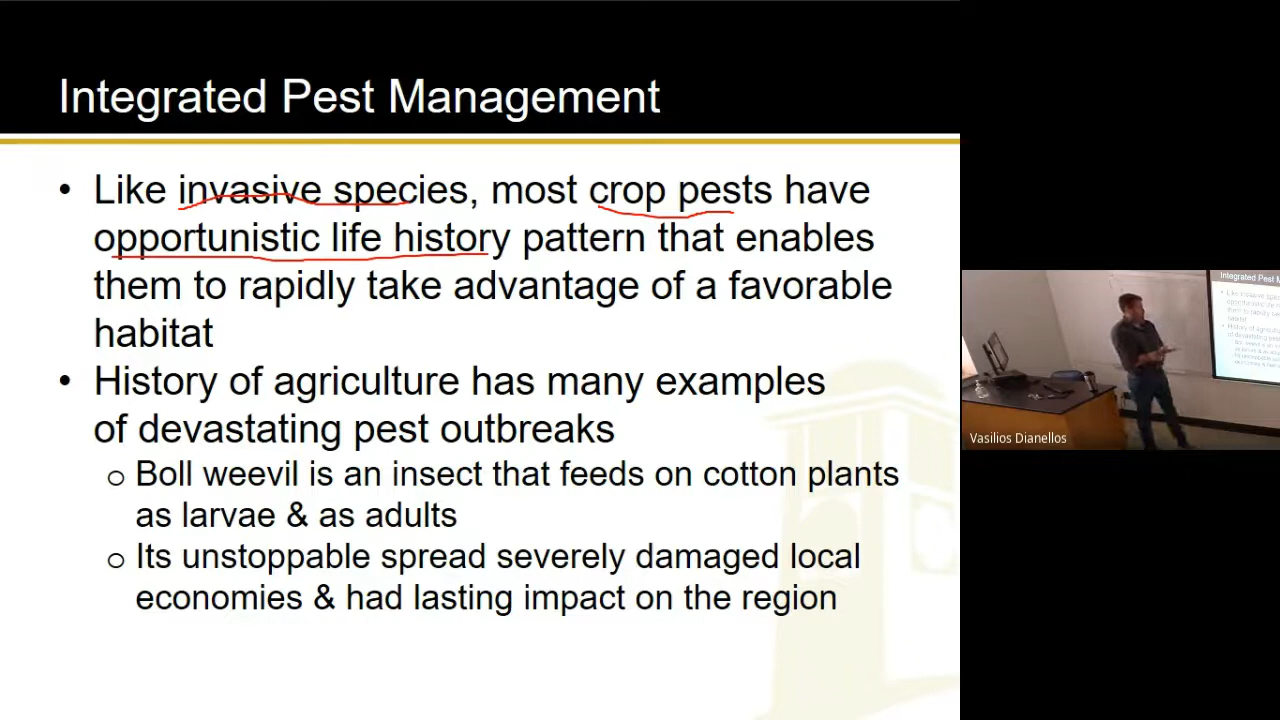 Integrated Pest Management
• Like invasive species, most crop pests have
opportunistic life history pattern that enables
them to rapidly take advantage of a favorable
habitat
• History of agriculture has many examples
of devastating pest outbreaks
o Boll weevil is an insect that feeds on cotton plants
as larvae & as adults
o Its unstoppable spread severely damaged local
economies & had lasting impact on the region
Integrated Pest M
Vasilios Dianellos